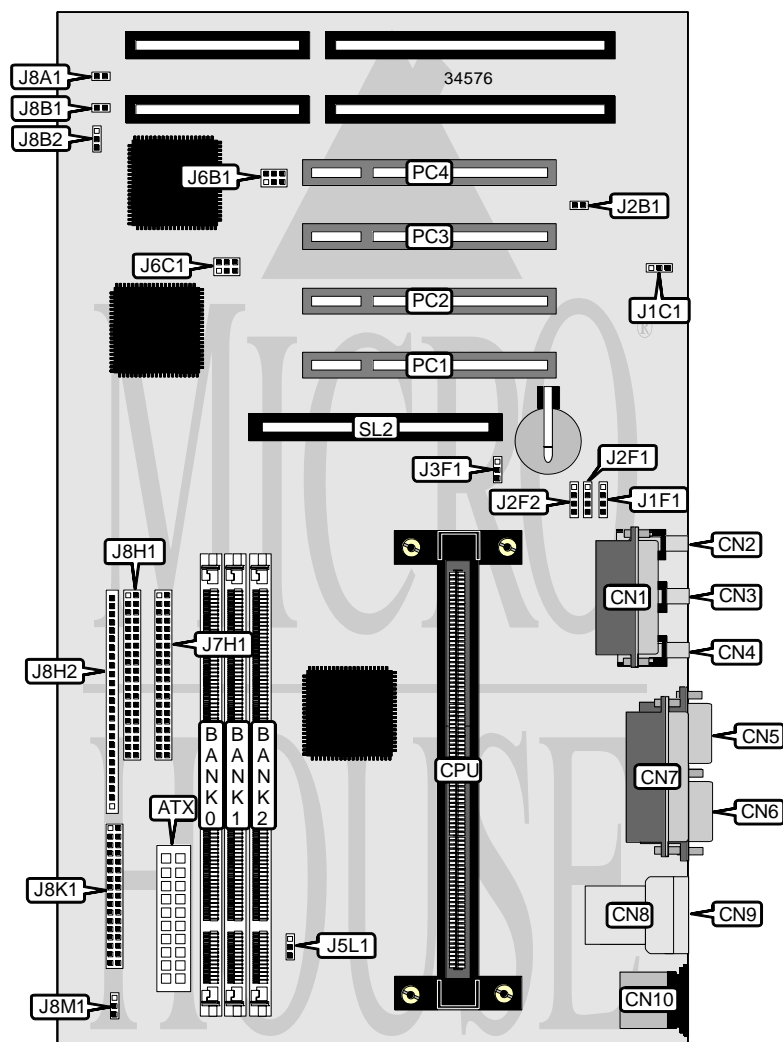 J8A1
34576
J8B1
J8B2
J6B1
PC4
J2B1
PC3
J6C1
PC2
J1C1
®
MICRO
PC1
SL2
J3F1
J2F1
J2F2
J1F1
J8H1
CN2
CN1
CN3
J7H1
CN4
J8H2
HOUSE
BANK0
BANK1
BANK2
CPU
CN5
CN7
ATX
CN6
J8K1
CN8
CN9
J5L1
CN10
J8M1